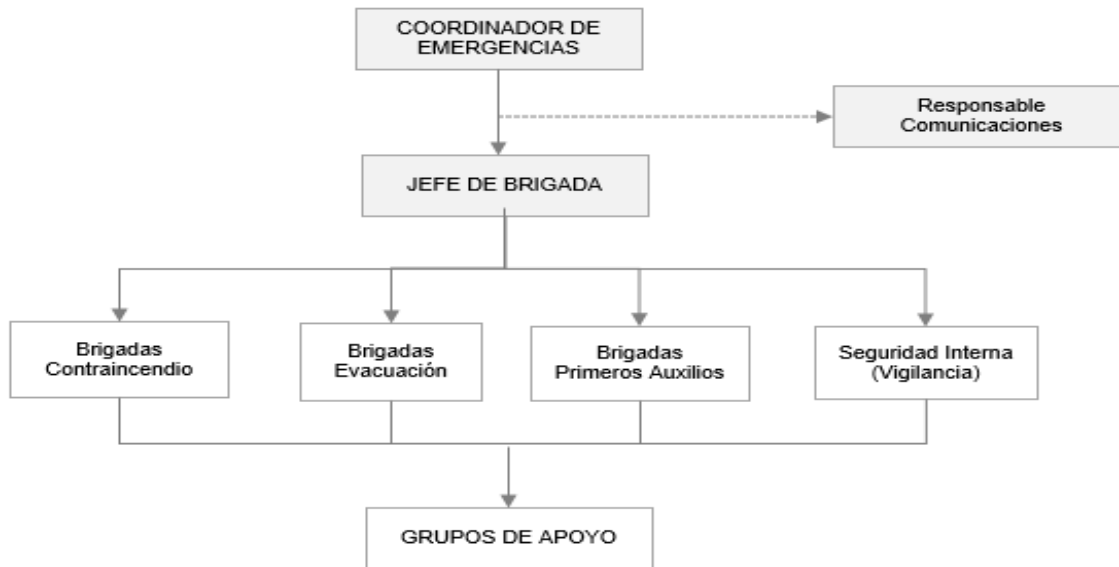 COORDINADOR DE
EMERGENCIAS
Responsable
Comunicaciones
JEFE DE BRIGADA
Brigadas
Contraincendio
Brigadas
Evacuación
Brigadas
Primeros Auxilios
Seguridad Interna
(Vigilancia)
GRUPOS DE APOYO